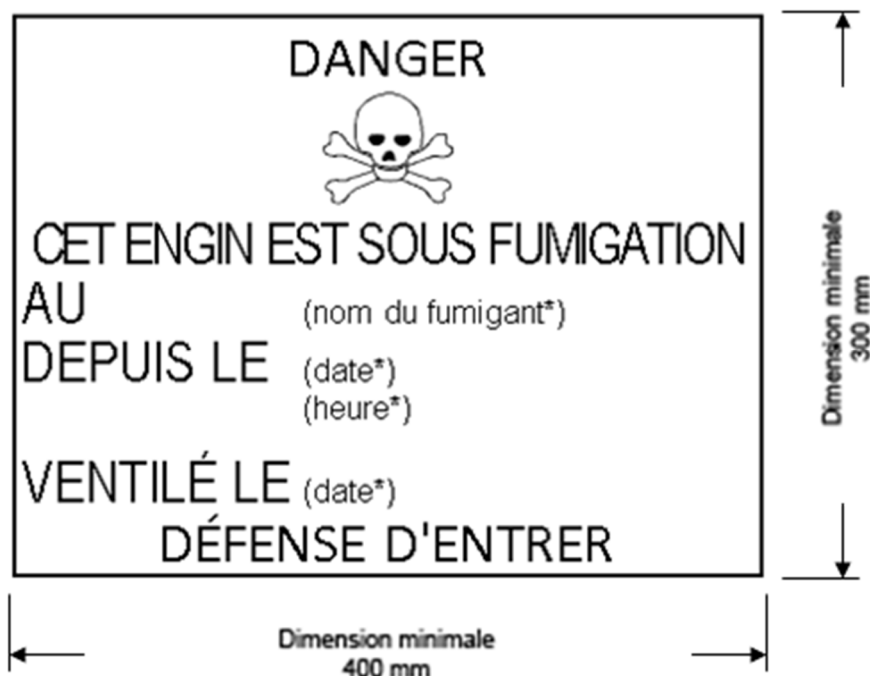 DANGER
CET ENGIN EST SOUS FUMIGATION
AU (nom du fumigant*)
DEPUIS LE (date*)
(heure*)
VENTILÉ LE (date*)
DÉFENSE D'ENTRER
Dimension minimale
300 mm
Dimension minimale
400 mm